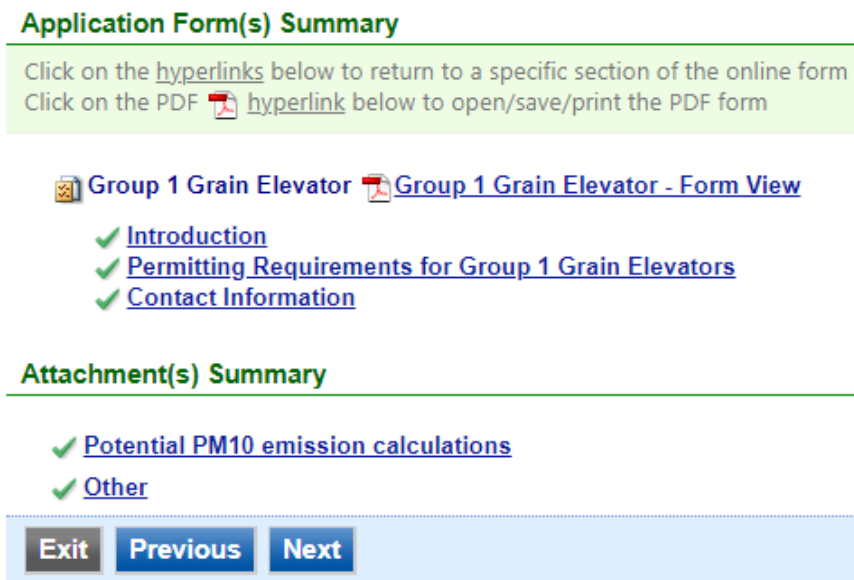 Application Form(s) Summary
Click on the hyperlinks below to return to a specific section of the online form
Click on the PDF hyperlink below to open/save/print the PDF form
Group 1 Grain Elevator Group 1 Grain Elevator - Form View
Introduction
Permitting Requirements for Group 1 Grain Elevators
Contact Information
Attachment(s) Summary
Potential PM10 emission calculations
Other
Exit Previous Next